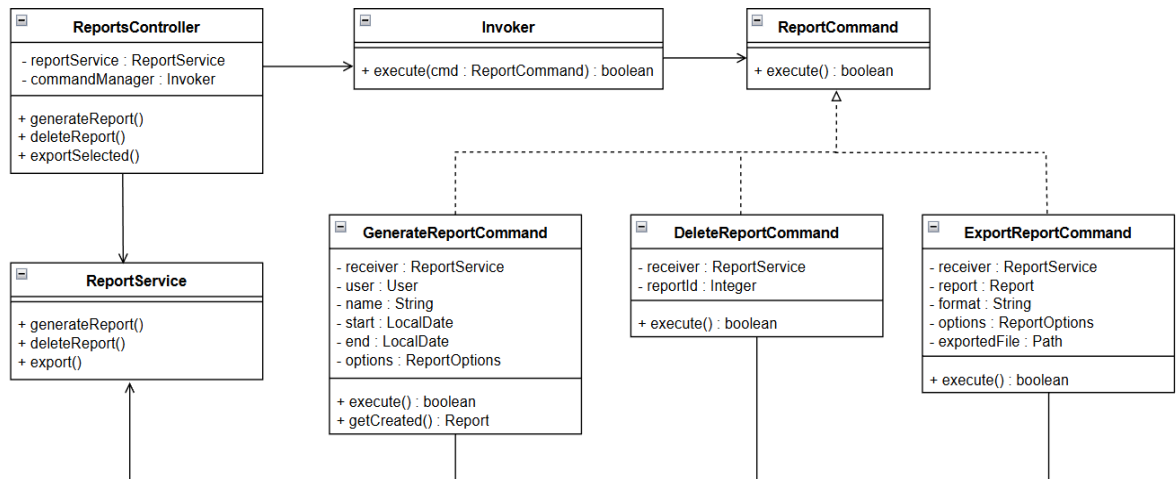 ReportsController
- reportService : ReportService
- commandManager : Invoker
+ generateReport()
+ deleteReport()
+ exportSelected()
Invoker
+ execute(cmd : ReportCommand) : boolean
ReportCommand
+ execute() : boolean
ReportService
+ generateReport()
+ deleteReport()
+ export()
GenerateReportCommand
- receiver : ReportService
- user : User
- name : String
- start : LocalDate
- end : LocalDate
- options : ReportOptions
+ execute() : boolean
+ getCreated() : Report
DeleteReportCommand
- receiver : ReportService
- reportId : Integer
+ execute() : boolean
ExportReportCommand
- receiver : ReportService
- report : Report
- format : String
- options : ReportOptions
- exportedFile : Path
+ execute() : boolean